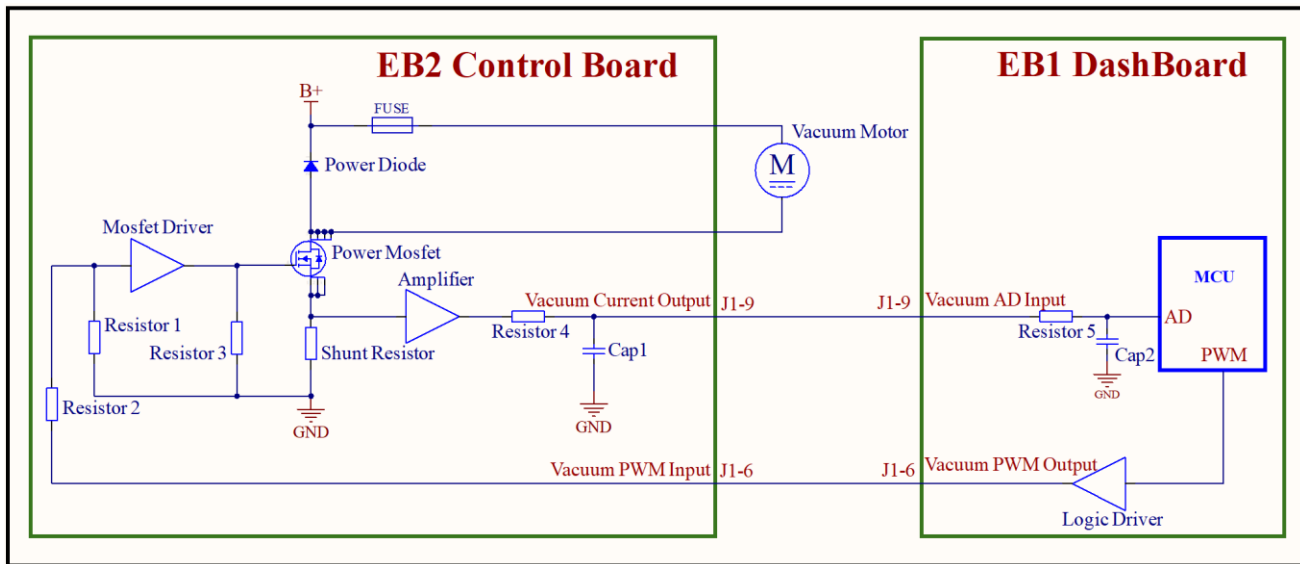 EB2 Control Board
EB1 DashBoard
B+
FUSE
Vacuum Motor
M
Power Diode
Mosfet Driver
Power Mosfet
Amplifier
MCU
Vacuum Current Output
J1-9
J1-9
Vacuum AD Input
AD
Resistor 1
Resistor 3
Shunt Resistor
Resistor 4
Cap1
Resistor 5
Cap2
PWM
GND
Resistor 2
GND
GND
Vacuum PWM Input
J1-6
J1-6
Vacuum PWM Output
Logic Driver